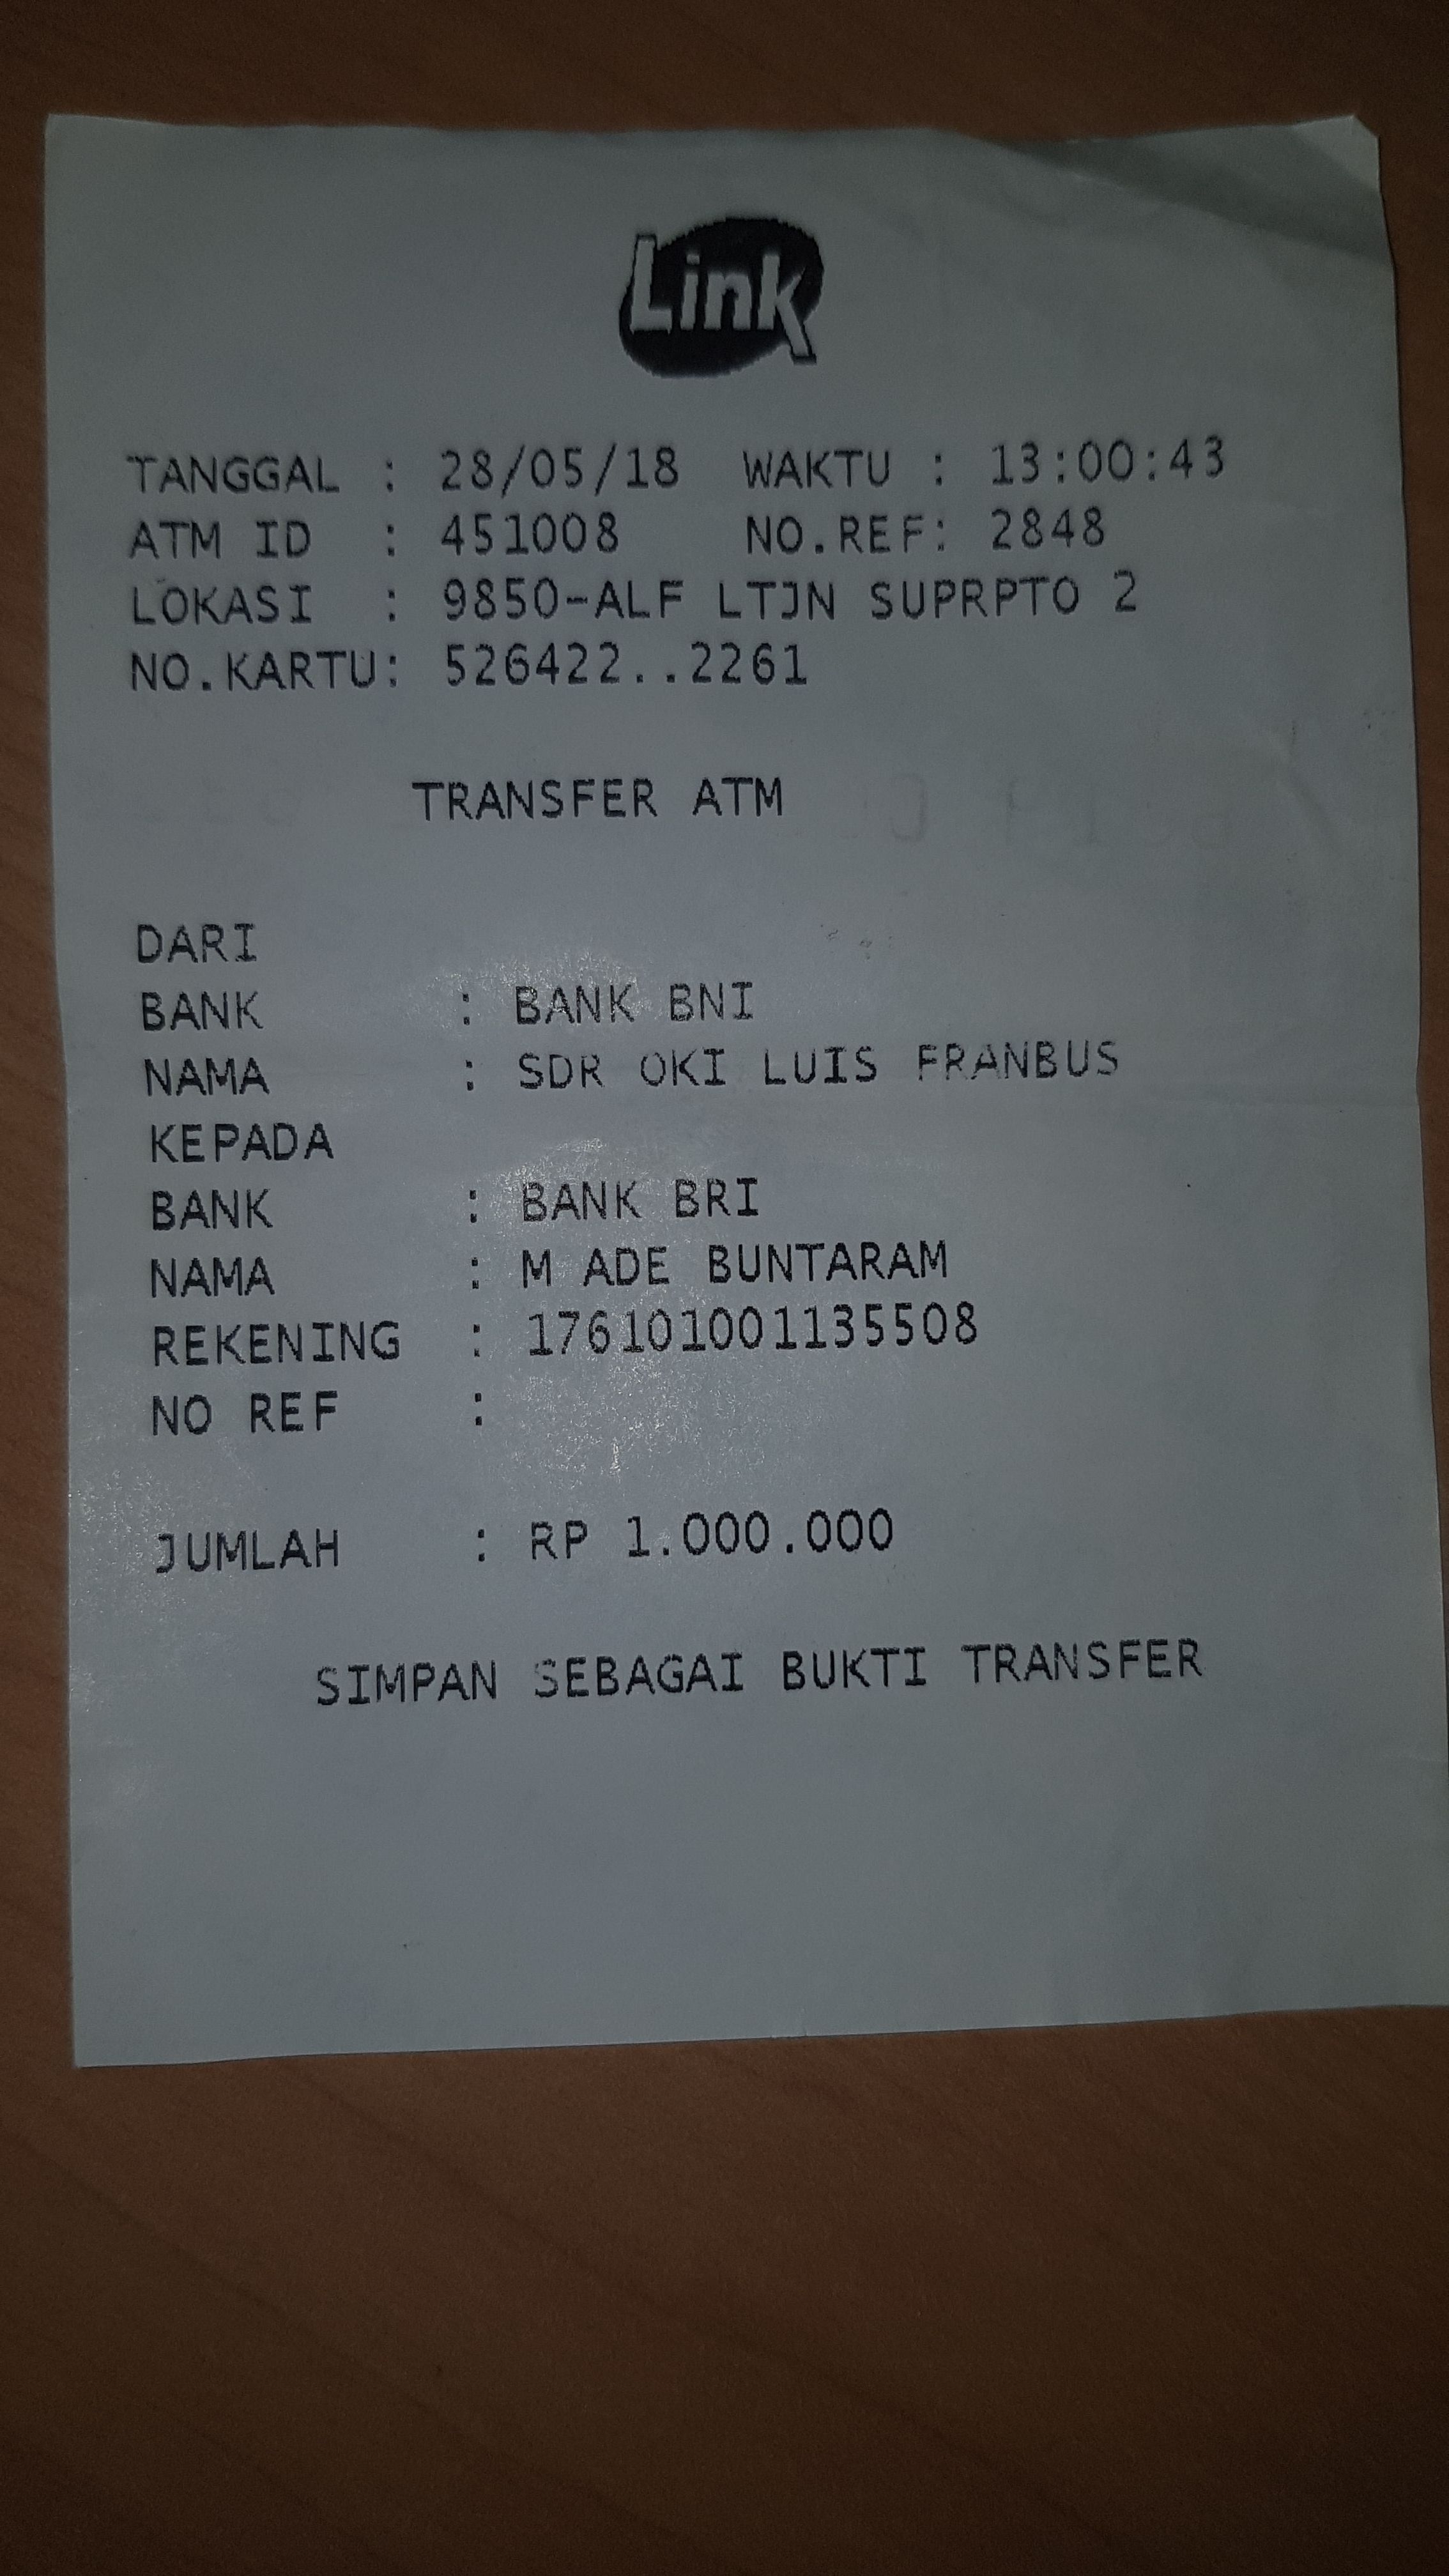 Link
TANGGAL : 28/05/18 WAKTU : 13:00:43
ATM ID : 451008 NO.REF: 2848
LOKASI : 9850-ALF LTJN SUPRPTO 2
NO.KARTU: 526422..2261
TRANSFER ATM
DARI
BANK : BANK BNI
NAMA : SDR OKI LUIS FRANBUS
KEPADA
BANK : BANK BRI
NAMA : M ADE BUNTARAM
REKENING : 176101001135508
NO REF :
JUMLAH : RP 1.000.000
SIMPAN SEBAGAI BUKTI TRANSFER